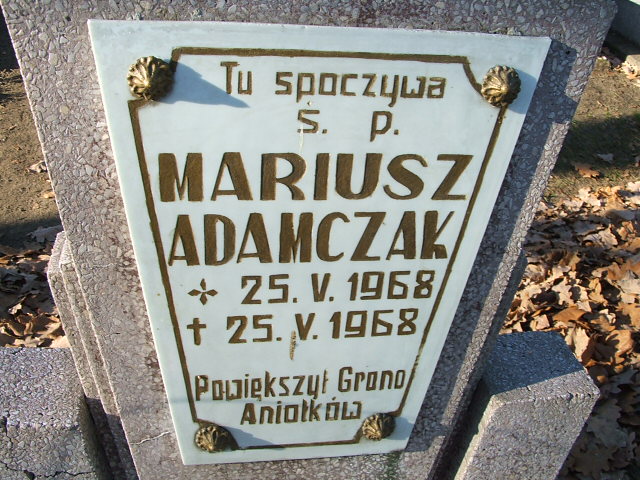 Tu spoczywa
Ś. p.
MARIUSZ
ADAMCZAK
25. V. 1968
† 25. V. 1968
Powiększył Grono
Aniołków